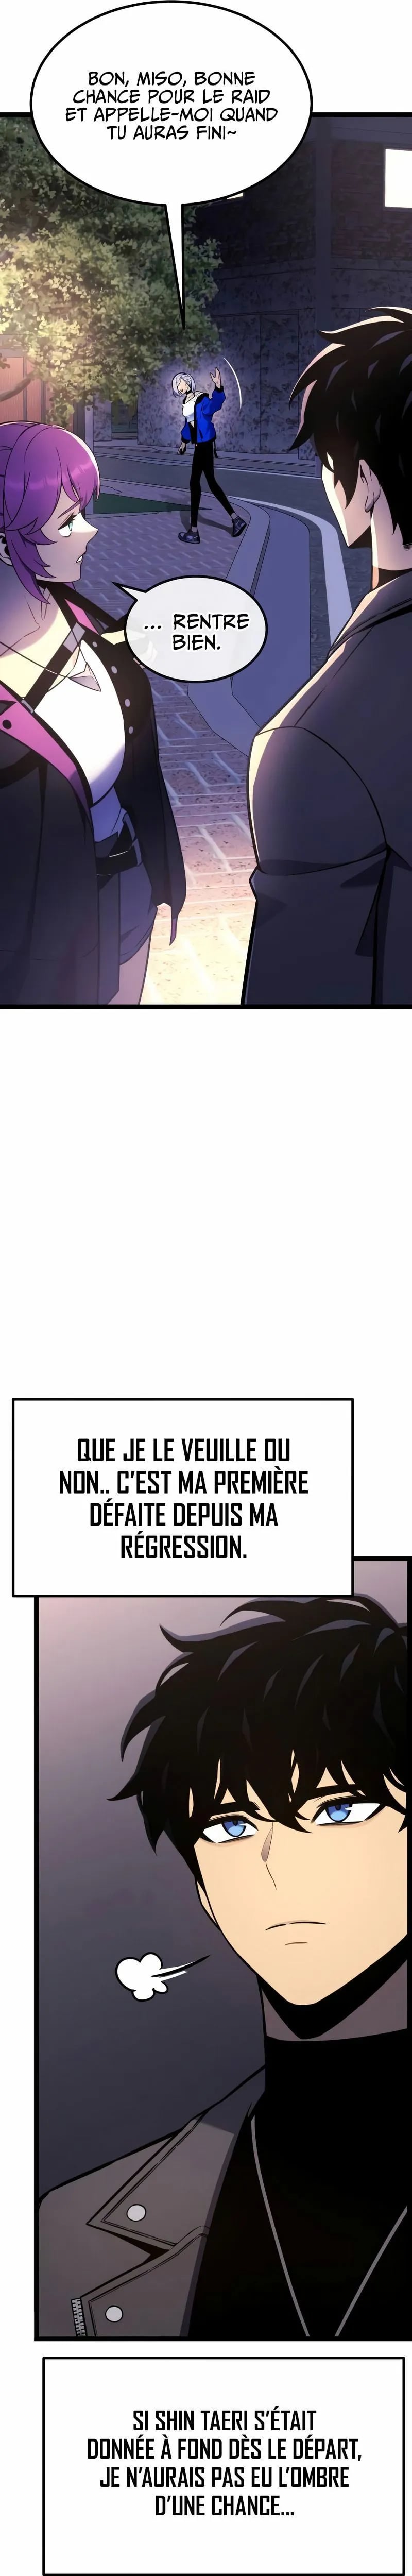 BON, MISO, BONNE
CHANCE POUR LE RAID
ET APPELLE-MOI QUAND
TU AURAS FINI~
... RENTRE
BIEN.
QUE JE LE VEUILLE OU
NON.. C'EST MA PREMIÈRE
DÉFAITE DEPUIS MA
RÉGRESSION.
SI SHIN TAERI S'ÉTAIT
DONNÉE À FOND DÈS LE DÉPART,
JE N'AURAIS PAS EU L'OMBRE
D'UNE CHANCE...